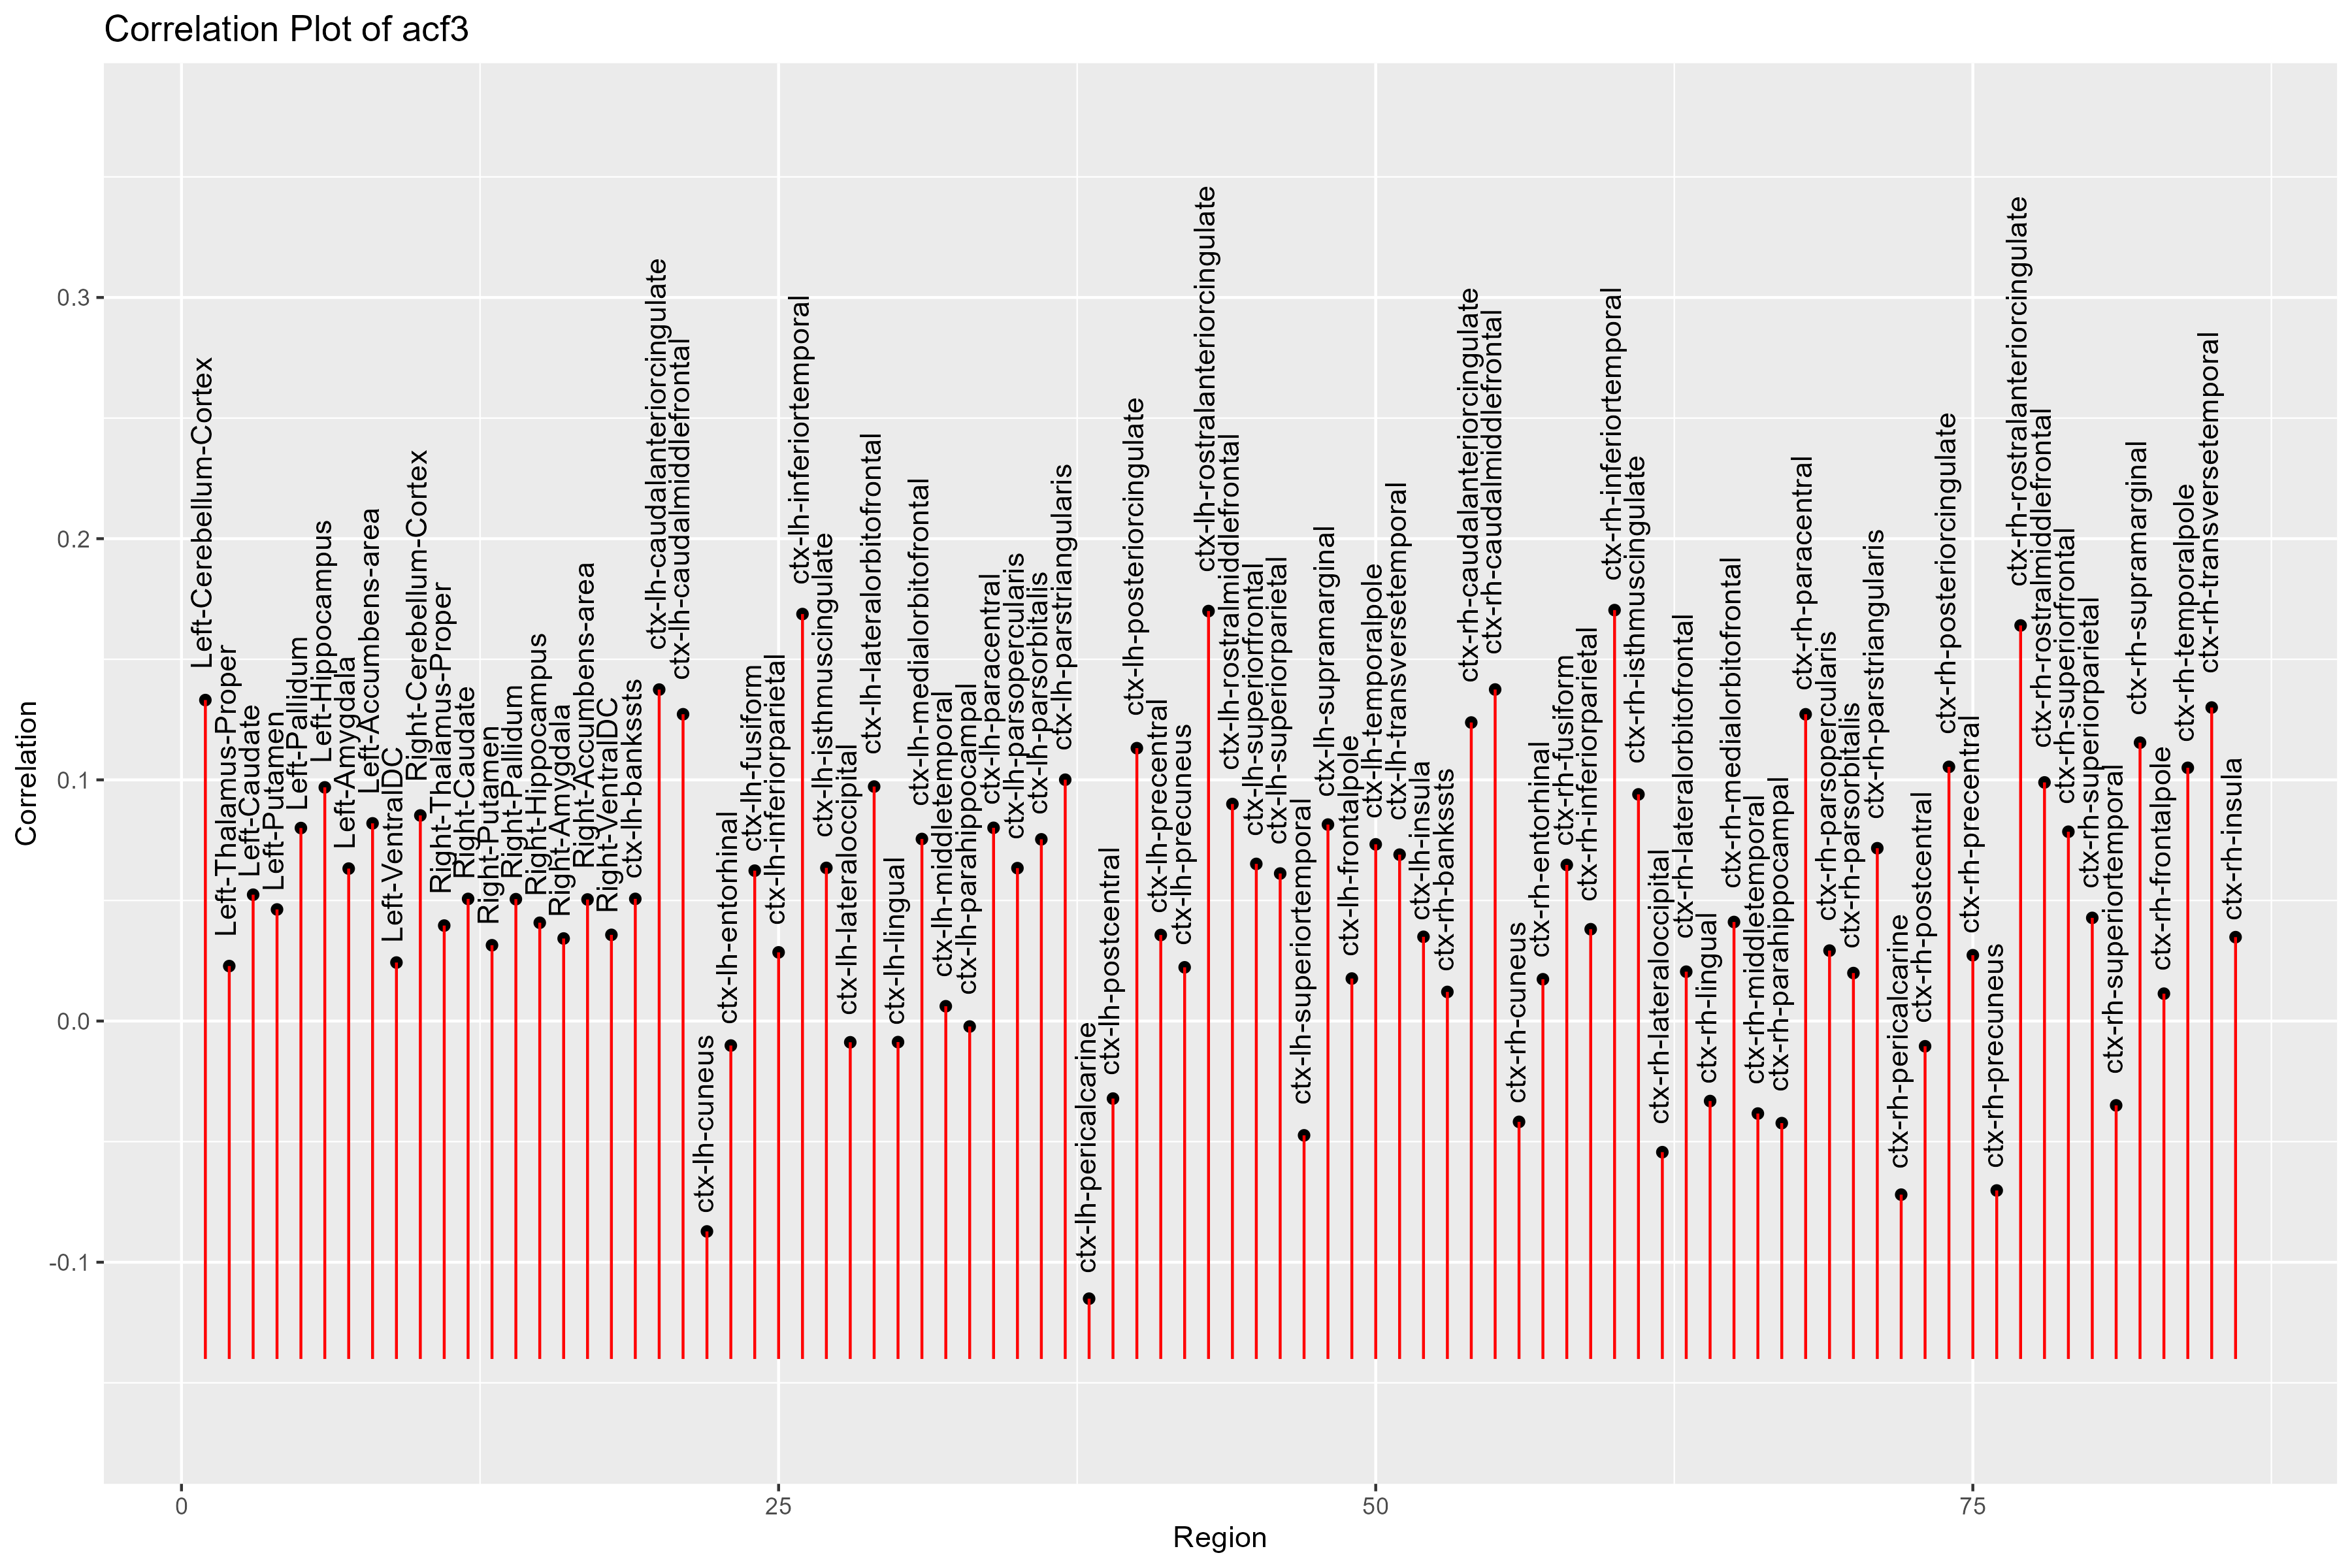 Correlation Plot of acf3
Correlation
0.3
0.2
0.1
0.0
-0.1
Left-Cerebellum-Cortex
Left-Thalamus-Proper
Left-Caudate
Left-Putamen
Left-Pallidum
Left-Hippocampus
Left-Amygdala
Left-Accumbens-area
Left-VentralDC
Right-Cerebellum-Cortex
Right-Thalamus-Proper
Right-Caudate
Right-Putamen
Right-Pallidum
Right-Hippocampus
Right-Amygdala
Right-Accumbens-area
Right-VentralDC
ctx-lh-bankssts
ctx-lh-caudalanteriorcingulate
ctx-lh-caudalmiddlefrontal
ctx-lh-cuneus
ctx-lh-entorhinal
ctx-lh-fusiform
ctx-lh-inferiorparietal
ctx-lh-inferiortemporal
ctx-lh-isthmuscingulate
ctx-lh-lateraloccipital
ctx-lh-lateralorbitofrontal
ctx-lh-lingual
ctx-lh-medialorbitofrontal
ctx-lh-middletemporal
ctx-lh-parahippocampal
ctx-lh-paracentral
ctx-lh-parsopercularis
ctx-lh-parsorbitalis
ctx-lh-parstriangularis
ctx-lh-pericalcarine
ctx-lh-postcentral
ctx-lh-posteriorcingulate
ctx-lh-precentral
ctx-lh-precuneus
ctx-lh-rostralanteriorcingulate
ctx-lh-rostralmiddlefrontal
ctx-lh-superiorfrontal
ctx-lh-superiorparietal
ctx-lh-superiortemporal
ctx-lh-supramarginal
ctx-lh-frontalpole
ctx-lh-temporalpole
ctx-lh-transversetemporal
ctx-lh-insula
ctx-rh-bankssts
ctx-rh-caudalanteriorcingulate
ctx-rh-caudalmiddlefrontal
ctx-rh-cuneus
ctx-rh-entorhinal
ctx-rh-fusiform
ctx-rh-inferiorparietal
ctx-rh-inferiortemporal
ctx-rh-isthmuscingulate
ctx-rh-lateraloccipital
ctx-rh-lateralorbitofrontal
ctx-rh-lingual
ctx-rh-medialorbitofrontal
ctx-rh-middletemporal
ctx-rh-parahippocampal
ctx-rh-paracentral
ctx-rh-parsopercularis
ctx-rh-parsorbitalis
ctx-rh-parstriangularis
ctx-rh-pericalcarine
ctx-rh-postcentral
ctx-rh-posteriorcingulate
ctx-rh-precentral
ctx-rh-precuneus
ctx-rh-rostralanteriorcingulate
ctx-rh-rostralmiddlefrontal
ctx-rh-superiorfrontal
ctx-rh-superiorparietal
ctx-rh-superiortemporal
ctx-rh-supramarginal
ctx-rh-frontalpole
ctx-rh-temporalpole
ctx-rh-transversetemporal
ctx-rh-insula
0
25
50
75
Region